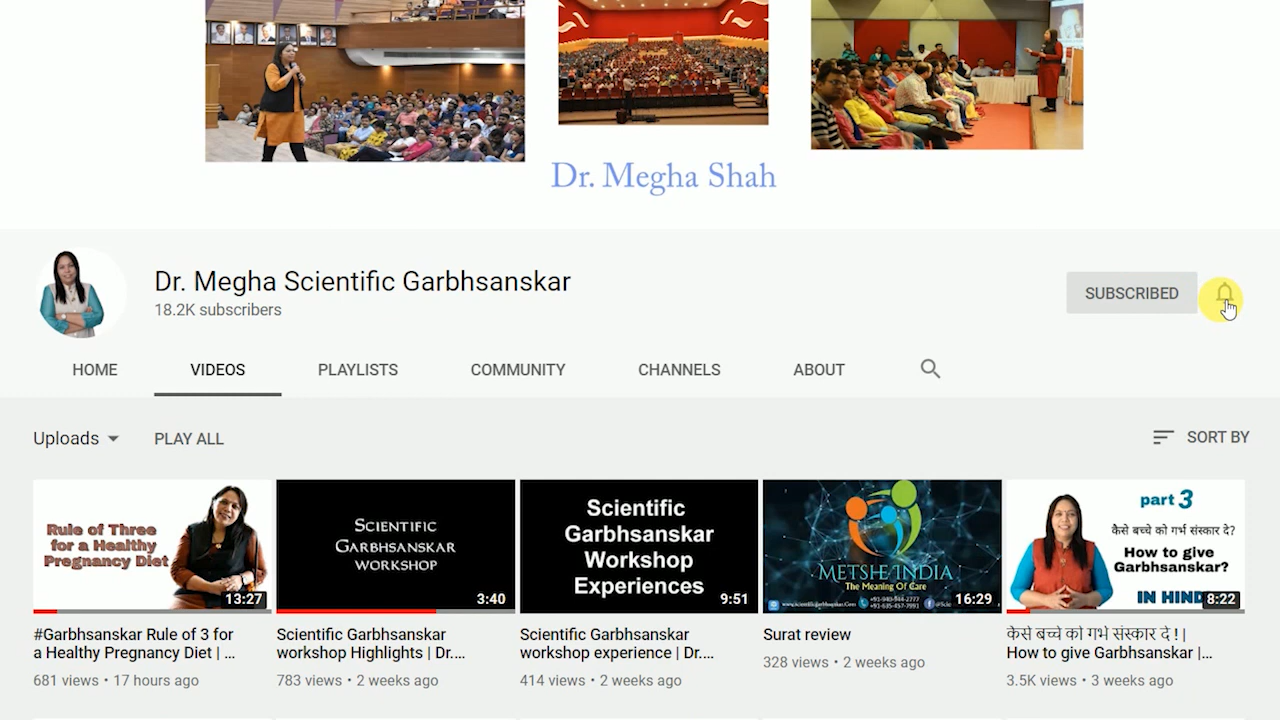 Dr. Megha Shah
Dr. Megha Scientific Garbhsanskar
18.2K subscribers
SUBSCRIBED
HOME VIDEOS PLAYLISTS COMMUNITY CHANNELS ABOUT
Uploads PLAY ALL SORT BY
Rule of Three
for a Healthy
Pregnancy Diet
13:27
#Garbhsanskar Rule of 3 for
a Healthy Pregnancy Diet | ...
681 views • 17 hours ago
SCIENTIFIC
GARBHSANSKAR
WORKSHOP
3:40
Scientific Garbhsanskar
workshop Highlights | Dr....
783 views • 2 weeks ago
Scientific
Garbhsanskar
Workshop
Experiences
9:51
Scientific Garbhsanskar
workshop experience | Dr....
414 views • 2 weeks ago
METSHE INDIA
The Meaning Of Care
16:29
Surat review
328 views • 2 weeks ago
part 3
कैसे बच्चे को गर्भ संस्कार दे?
How to give
Garbhsanskar?
IN HINDI
8:22
कैसे बच्चे को गर्भ संस्कार दे ! |
How to give Garbhsanskar |...
3.5K views • 3 weeks ago